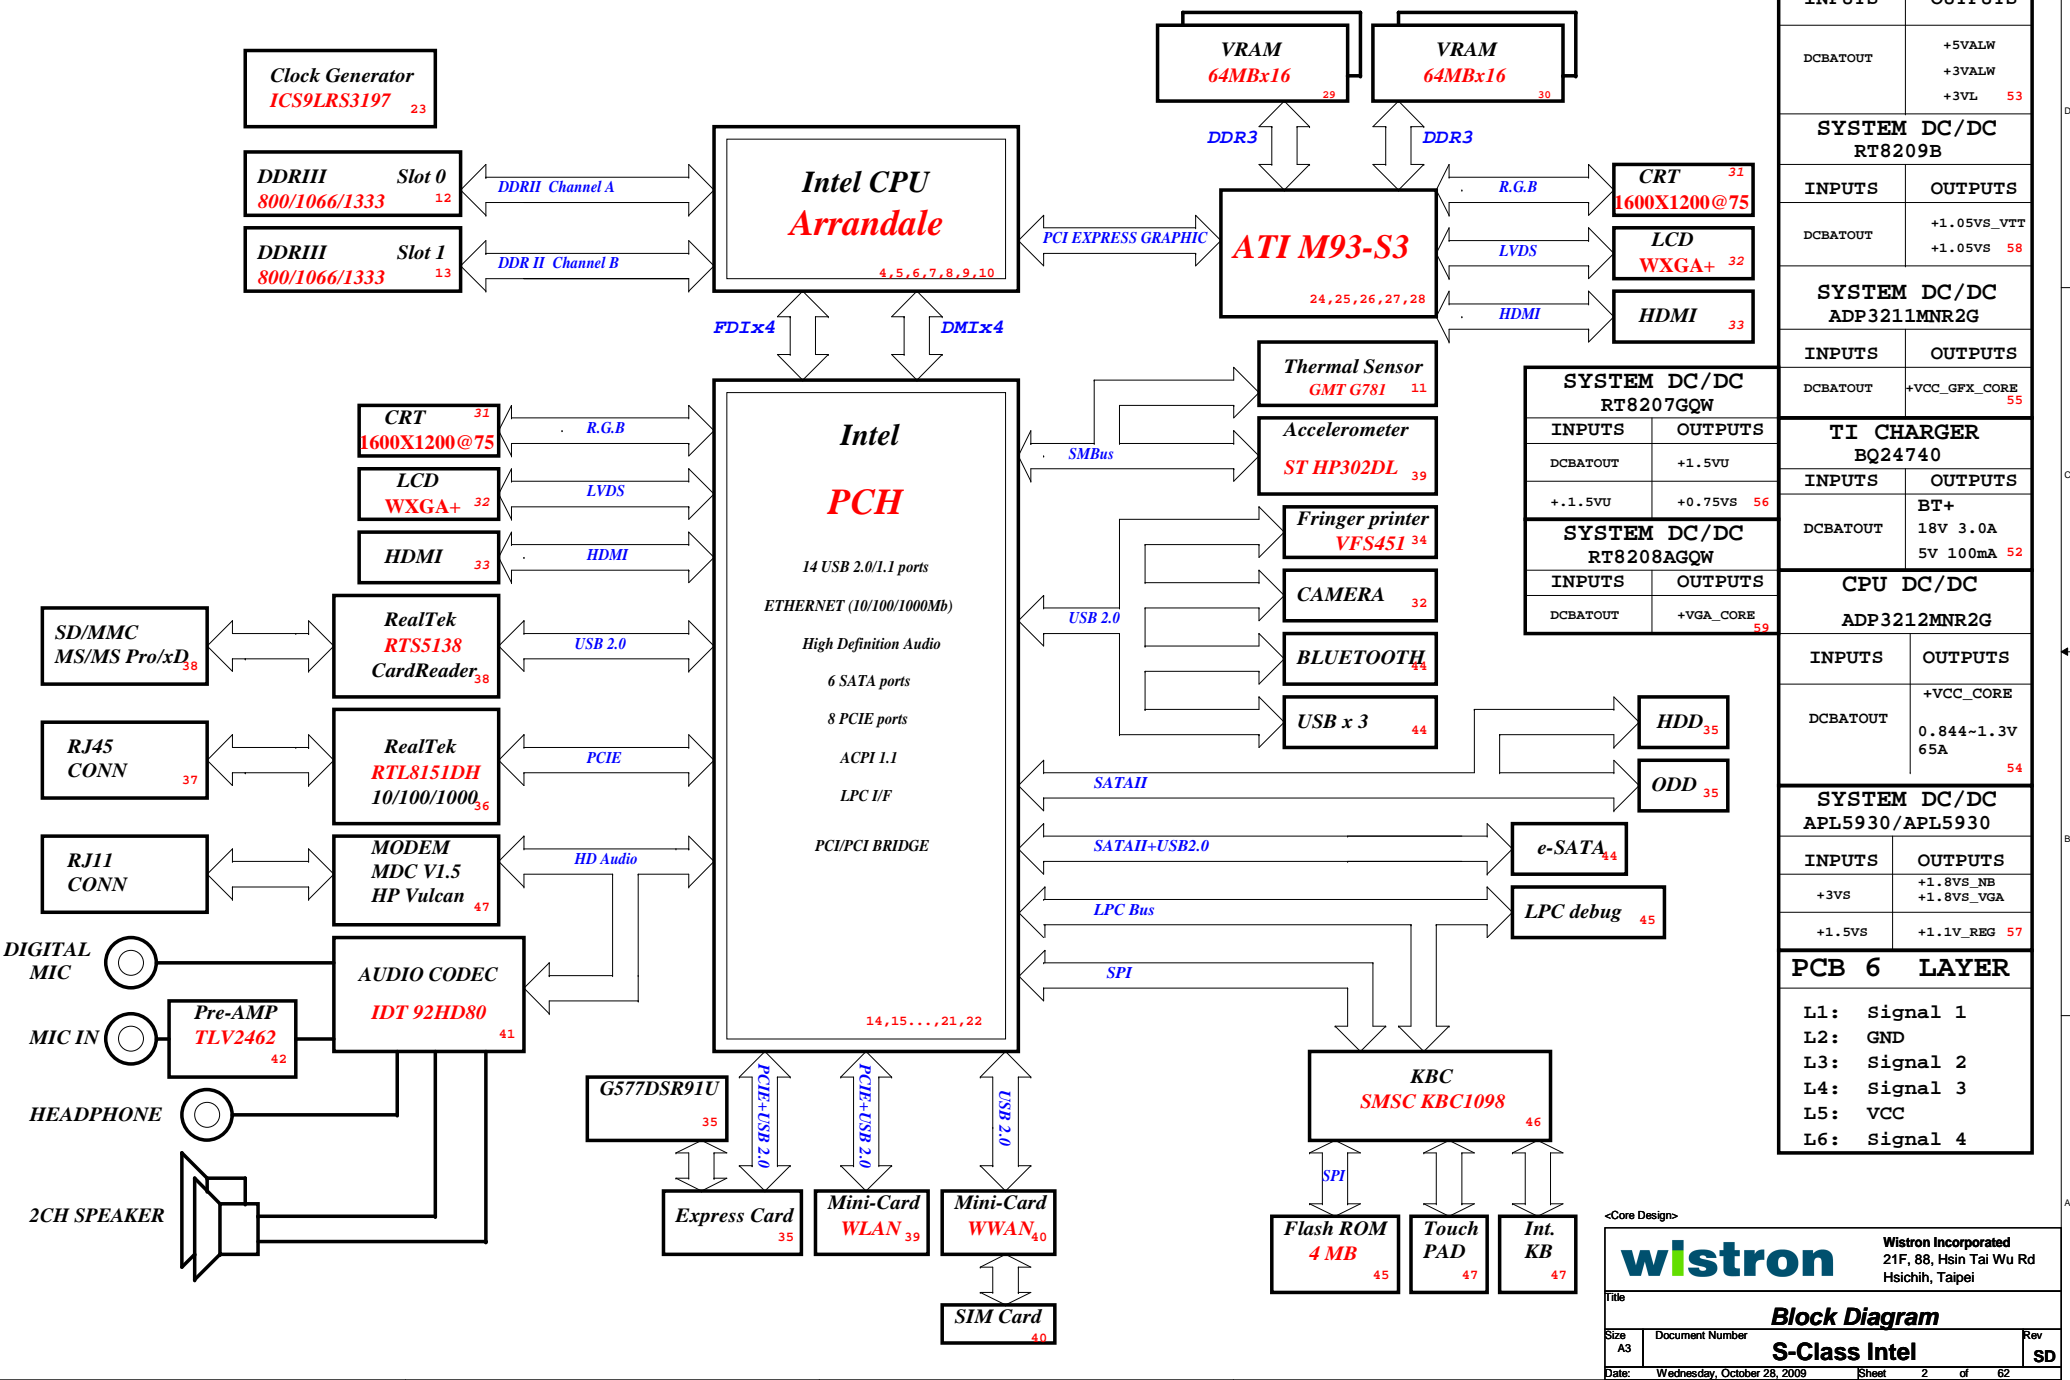 Clock Generator
ICS9LRS3197 23
DDRIII Slot 0
800/1066/1333 12
DDRII Channel A
DDRIII Slot 1
800/1066/1333 13
DDR II Channel B
Intel CPU
Arrandale
4,5,6,7,8,9,10
FDIx4
DMIx4
PCI EXPRESS GRAPHIC
VRAM
64MBx16
29
VRAM
64MBx16
30
DDR3
DDR3
ATI M93-S3
24,25,26,27,28
R.G.B
CRT 31
1600X1200@75
LVDS
LCD
WXGA+ 32
HDMI
HDMI 33
CRT 31
1600X1200@75
R.G.B
LCD
WXGA+ 32
LVDS
HDMI 33
HDMI
SD/MMC
MS/MS Pro/xD 38
RealTek
RTS5138
CardReader 38
USB 2.0
RJ45
CONN 37
RealTek
RTL8151DH
10/100/1000 36
PCIE
RJ11
CONN
MODEM
MDC V1.5
HP Vulcan 47
HD Audio
DIGITAL
MIC
AUDIO CODEC
IDT 92HD80
41
MIC IN
Pre-AMP
TLV2462
42
HEADPHONE
2CH SPEAKER
Intel
PCH
14 USB 2.0/1.1 ports
ETHERNET (10/100/1000Mb)
High Definition Audio
6 SATA ports
8 PCIE ports
ACPI 1.1
LPC I/F
PCI/PCI BRIDGE
14,15...,21,22
SMBus
Thermal Sensor
GMT G781 11
Accelerometer
ST HP302DL 39
USB 2.0
Fringer printer
VFS451 34
CAMERA 32
BLUETOOTH 44
USB x 3 44
SATAII
HDD 35
ODD 35
SATAII+USB2.0
e-SATA 44
LPC Bus
LPC debug 45
SPI
KBC
SMSC KBC1098
46
SPI
Flash ROM
4 MB
45
Touch
PAD
47
Int.
KB
47
G577DSR91U
35
PCIE+USB 2.0
PCIE+USB 2.0
USB 2.0
Express Card
35
Mini-Card
WLAN 39
Mini-Card
WWAN 40
SIM Card
40
SYSTEM DC/DC
RT8207GQW
INPUTS OUTPUTS
DCBATOUT +1.5VU
+.1.5VU +0.75VS 56
SYSTEM DC/DC
RT8208AGQW
INPUTS OUTPUTS
DCBATOUT +VGA_CORE
59
INPUTS OUTPUTS
DCBATOUT
+5VALW
+3VALW
+3VL 53
SYSTEM DC/DC
RT8209B
INPUTS OUTPUTS
DCBATOUT
+1.05VS_VTT
+1.05VS 58
SYSTEM DC/DC
ADP3211MNR2G
INPUTS OUTPUTS
DCBATOUT +VCC_GFX_CORE
55
TI CHARGER
BQ24740
INPUTS OUTPUTS
DCBATOUT
BT+
18V 3.0A
5V 100mA 52
CPU DC/DC
ADP3212MNR2G
INPUTS OUTPUTS
DCBATOUT
+VCC_CORE
0.844~1.3V
65A
54
SYSTEM DC/DC
APL5930/APL5930
INPUTS OUTPUTS
+3VS
+1.8VS_NB
+1.8VS_VGA
+1.5VS +1.1V_REG 57
PCB 6 LAYER
L1: Signal 1
L2: GND
L3: Signal 2
L4: Signal 3
L5: VCC
L6: Signal 4
D
C
B
A
<Core Design>
wistron
Wistron Incorporated
21F, 88, Hsin Tai Wu Rd
Hsichih, Taipei
Title
Block Diagram
Size
A3
Document Number
S-Class Intel
Rev
SD
Date: Wednesday, October 28, 2009 Sheet 2 of 62